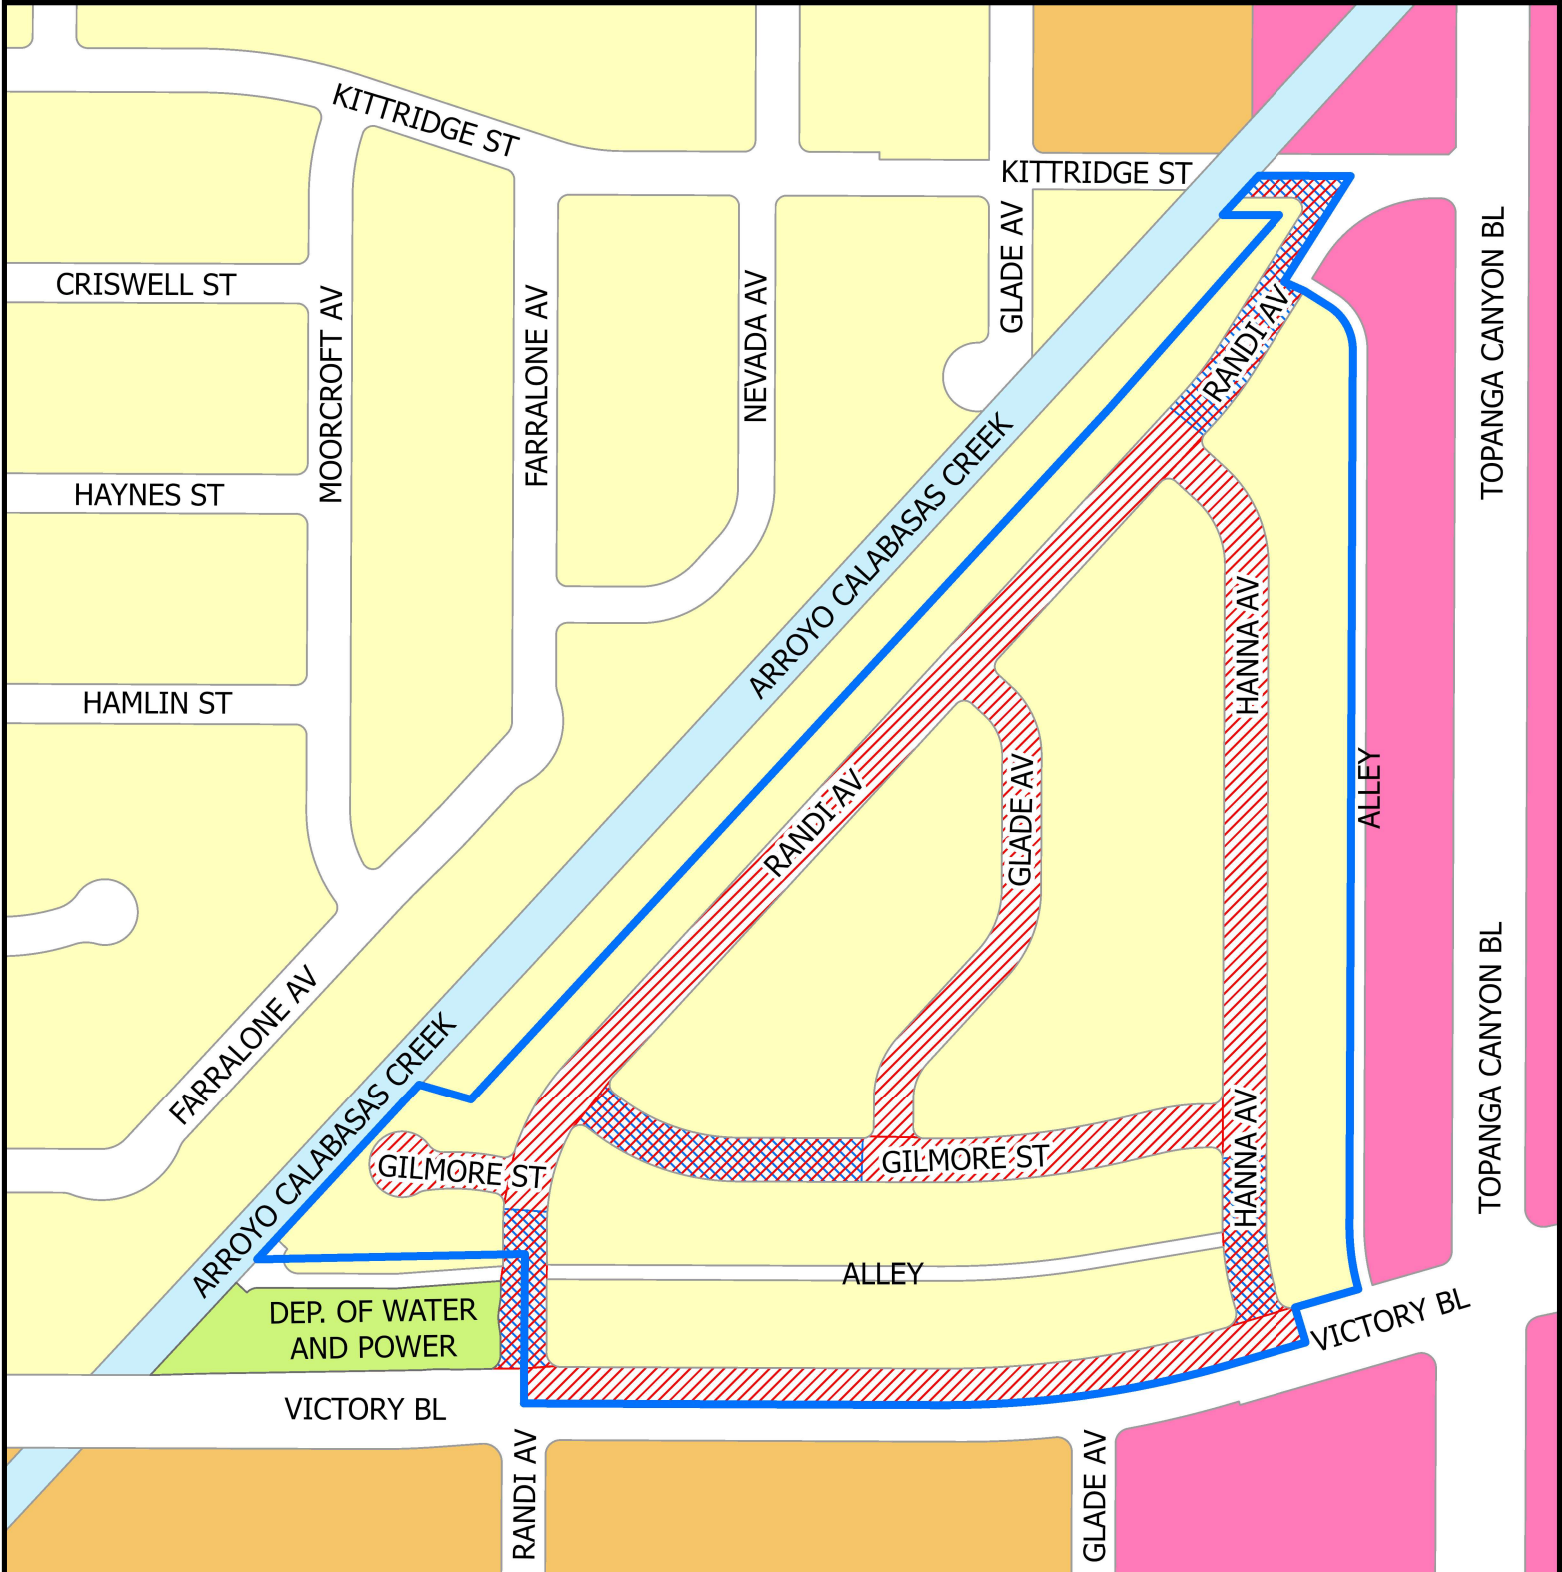 KITTRIDGE ST
KITTRIDGE ST
GLADE AV
TOPANGA CANYON BL
CRISWELL ST
MOORCROFT AV
FARRALONE AV
NEVADA AV
RANDI AV
HAYNES ST
ARROYO CALABASAS CREEK
HANNA AV
HAMLIN ST
RANDI AV
GLADE AV
ALLEY
FARRALONE AV
TOPANGA CANYON BL
ARROYO CALABASAS CREEK
GILMORE ST
GILMORE ST
HANNA AV
ALLEY
DEP. OF WATER
AND POWER
VICTORY BL
VICTORY BL
RANDI AV
GLADE AV